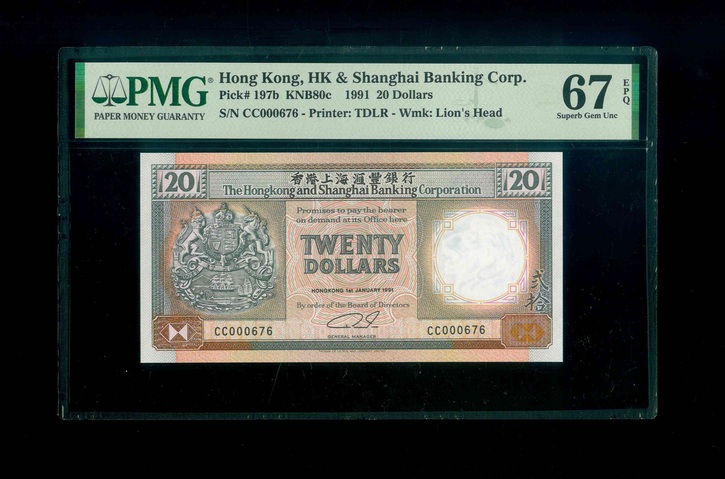 PMG®
PAPER MONEY GUARANTY
Hong Kong, HK & Shanghai Banking Corp.
Pick# 197b KNB80c 1991 20 Dollars
S/N CC000676 - Printer: TDLR - Wmk: Lion's Head
67 EPQ
Superb Gem Unc
20
香港上海滙豐銀行
20
The Hongkong and Shanghai Banking Corporation
Promises to pay the bearer
on demand at its Office here
TWENTY
DOLLARS
HONGKONG 1st JANUARY 1991
By order of the Board of Directors
GENERAL MANAGER
CC000676
CC000676
貳拾